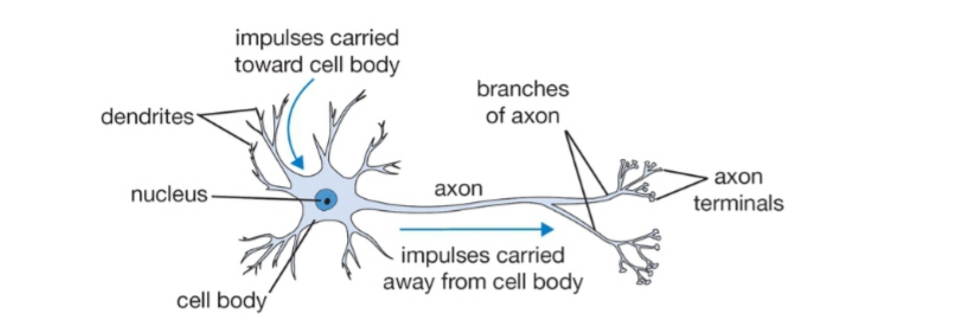 impulses carried
toward cell body
branches
of axon
dendrites
nucleus
axon
axon
terminals
impulses carried
away from cell body
cell body